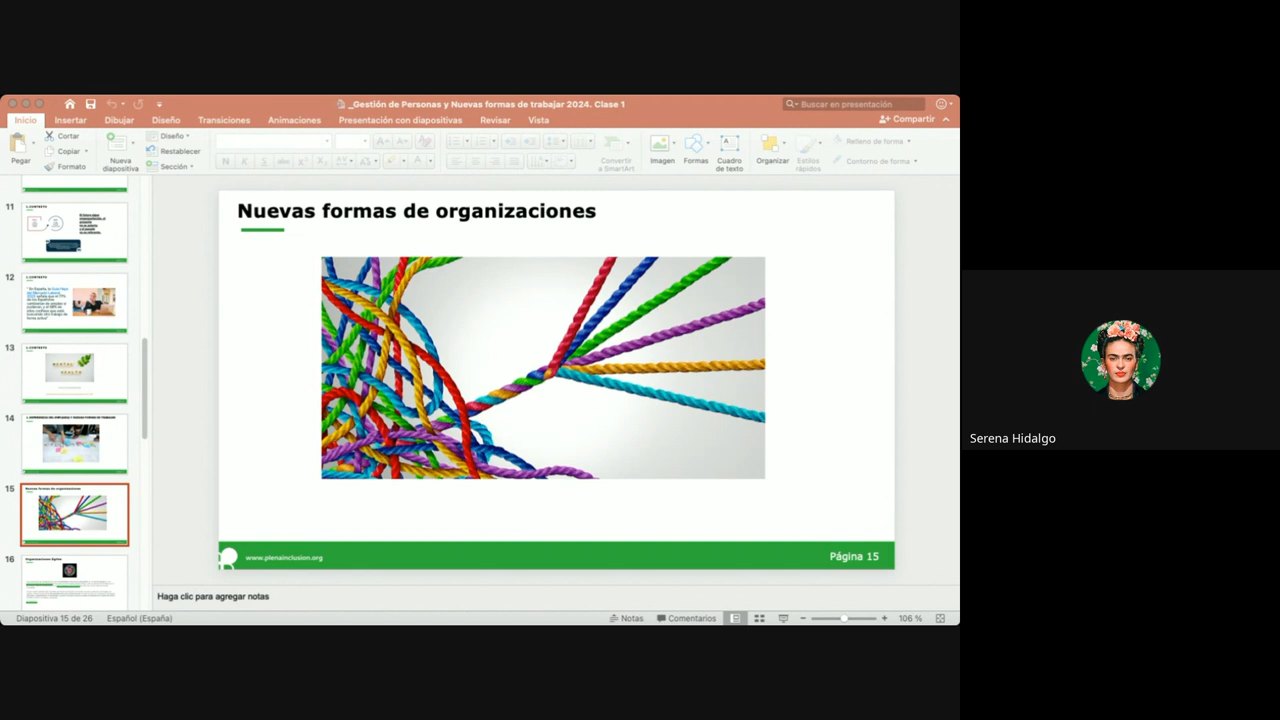 _Gestión de Personas y Nuevas formas de trabajar 2024. Clase 1
Buscar en presentación
Inicio
Insertar
Dibujar
Diseño
Transiciones
Animaciones
Presentación con diapositivas
Revisar
Vista
Compartir
Pegar
Cortar
Copiar
Formato
Nueva
diapositiva
Diseño
Restablecer
Sección
Convertir
a SmartArt
Imagen
Formas
Cuadro
de texto
Organizar
Estilos
rápidos
Relleno de forma
Contorno de forma
11
12
13
14
15
Nuevas formas de organizaciones
16
Nuevas formas de organizaciones
www.plenainclusion.org
Página 15
Haga clic para agregar notas
Diapositiva 15 de 26
Español (España)
Notas
Comentarios
106 %
Serena Hidalgo